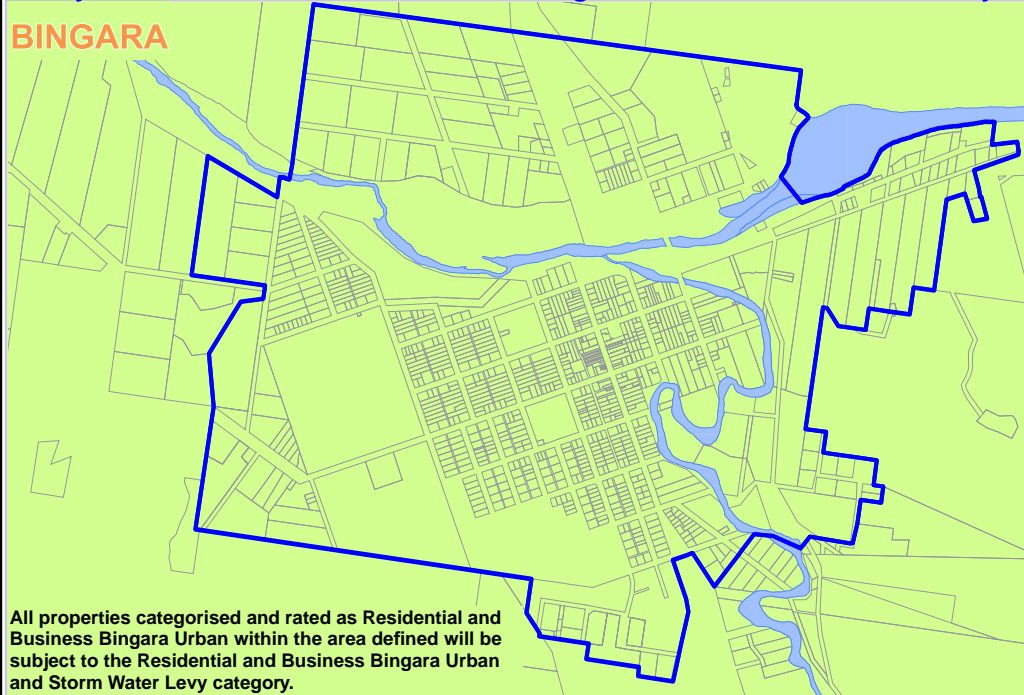 BINGARA
All properties categorised and rated as Residential and
Business Bingara Urban within the area defined will be
subject to the Residential and Business Bingara Urban
and Storm Water Levy category.